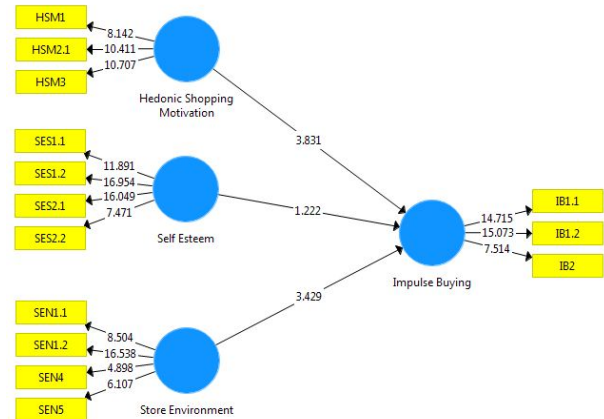 HSM1
8.142
HSM2.1
10.411
HSM3
10.707
Hedonic Shopping
Motivation
3.831
SES1.1
11.891
SES1.2
16.954
SES2.1
16.049
SES2.2
7.471
Self Esteem
1.222
IB1.1
14.715
IB1.2
15.073
IB2
7.514
Impulse Buying
3.429
SEN1.1
8.504
SEN1.2
16.538
SEN4
4.898
SEN5
6.107
Store Environment